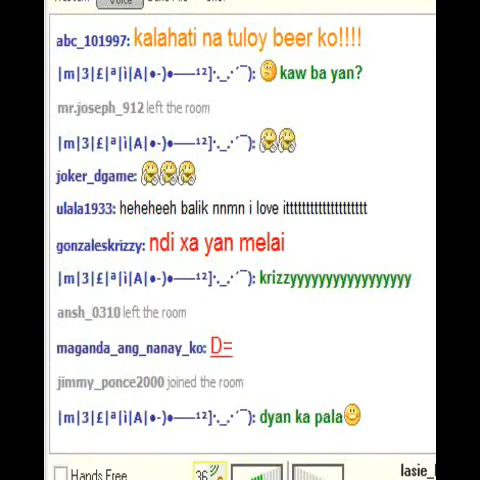 Voice
abc_101997: kalahati na tuloy beer ko!!!!
|m|3|£|ª|ì|A|•-)•——¹²]·._.·´¯): kaw ba yan?
mr.joseph_912 left the room
|m|3|£|ª|ì|A|•-)•——¹²]·._.·´¯):
joker_dgame:
ulala1933: heheheeh balik nnmn i love itttttttttttttttttttt
gonzaleskrizzy: ndi xa yan melai
|m|3|£|ª|ì|A|•-)•——¹²]·._.·´¯): krizzyyyyyyyyyyyyyyyyy
ansh_0310 left the room
maganda_ang_nanay_ko: D=
jimmy_ponce2000 joined the room
|m|3|£|ª|ì|A|•-)•——¹²]·._.·´¯): dyan ka pala
Hands Free
36
lasie_